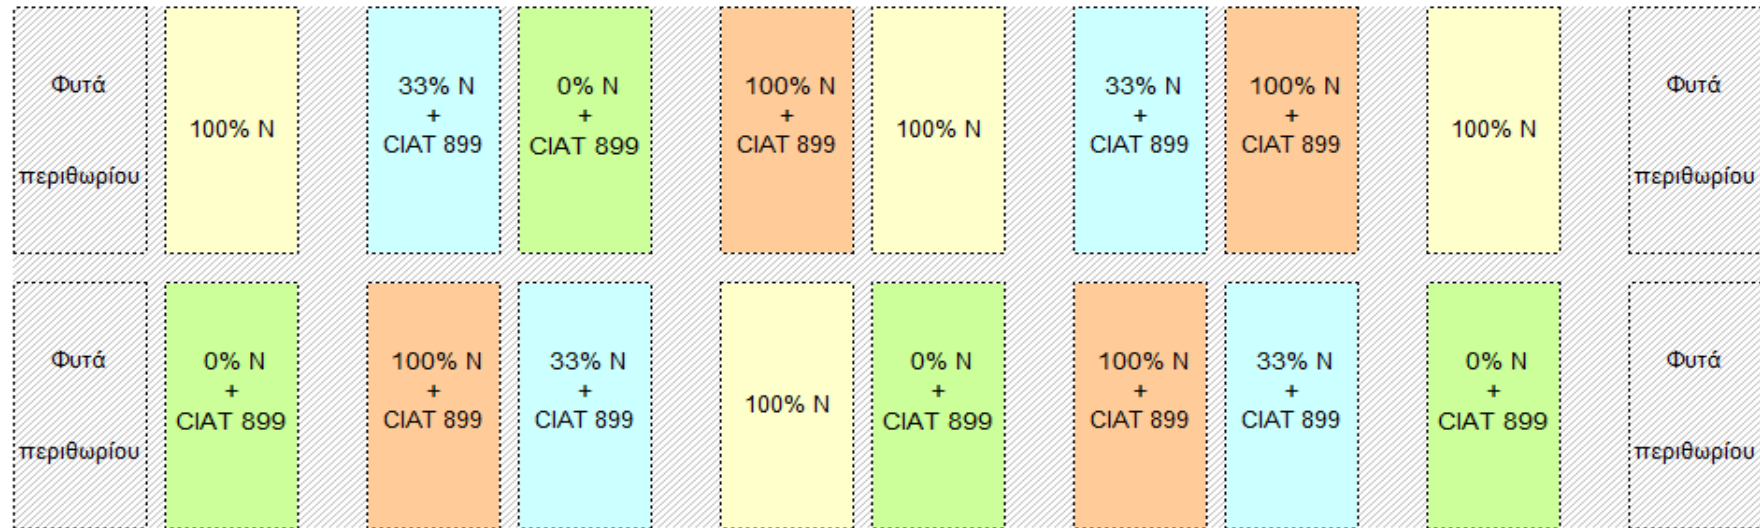 Φυτά
περιθωρίου
100% N
33% N
+
CIAT 899
0% N
+
CIAT 899
100% N
+
CIAT 899
100% N
33% N
+
CIAT 899
100% N
+
CIAT 899
100% N
Φυτά
περιθωρίου
Φυτά
περιθωρίου
0% N
+
CIAT 899
100% N
+
CIAT 899
33% N
+
CIAT 899
100% N
0% N
+
CIAT 899
100% N
+
CIAT 899
33% N
+
CIAT 899
0% N
+
CIAT 899
Φυτά
περιθωρίου